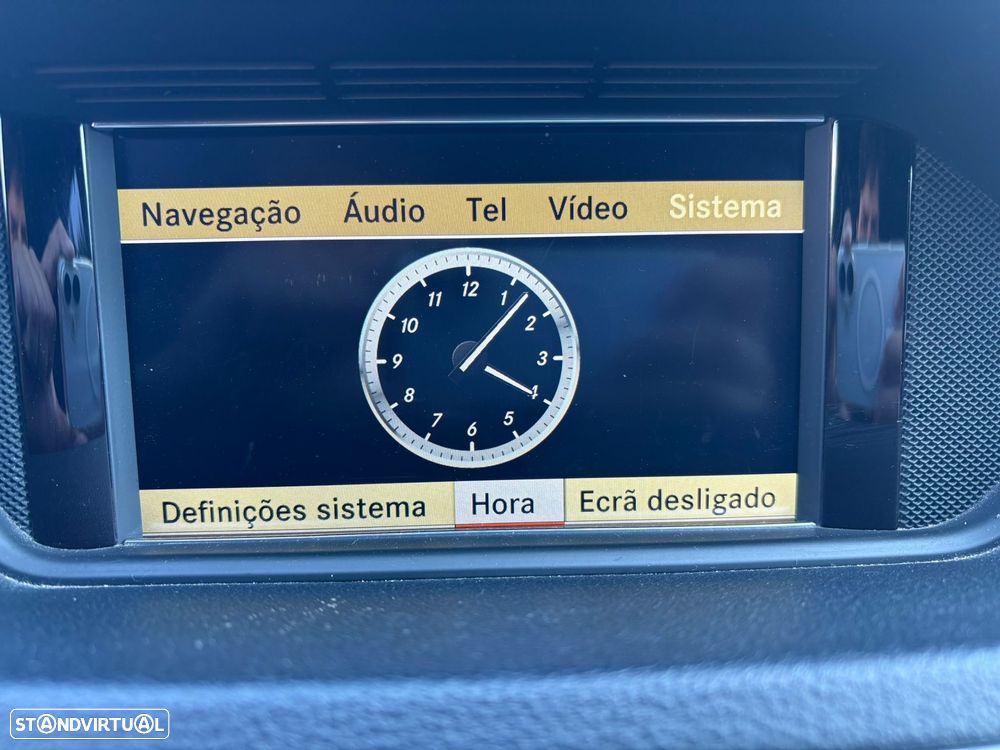 Navegação Áudio Tel Vídeo Sistema
12
11 1
10 2
9 3
8 4
7 5
6
Definições sistema Hora Ecrã desligado
STANDVIRTUAL